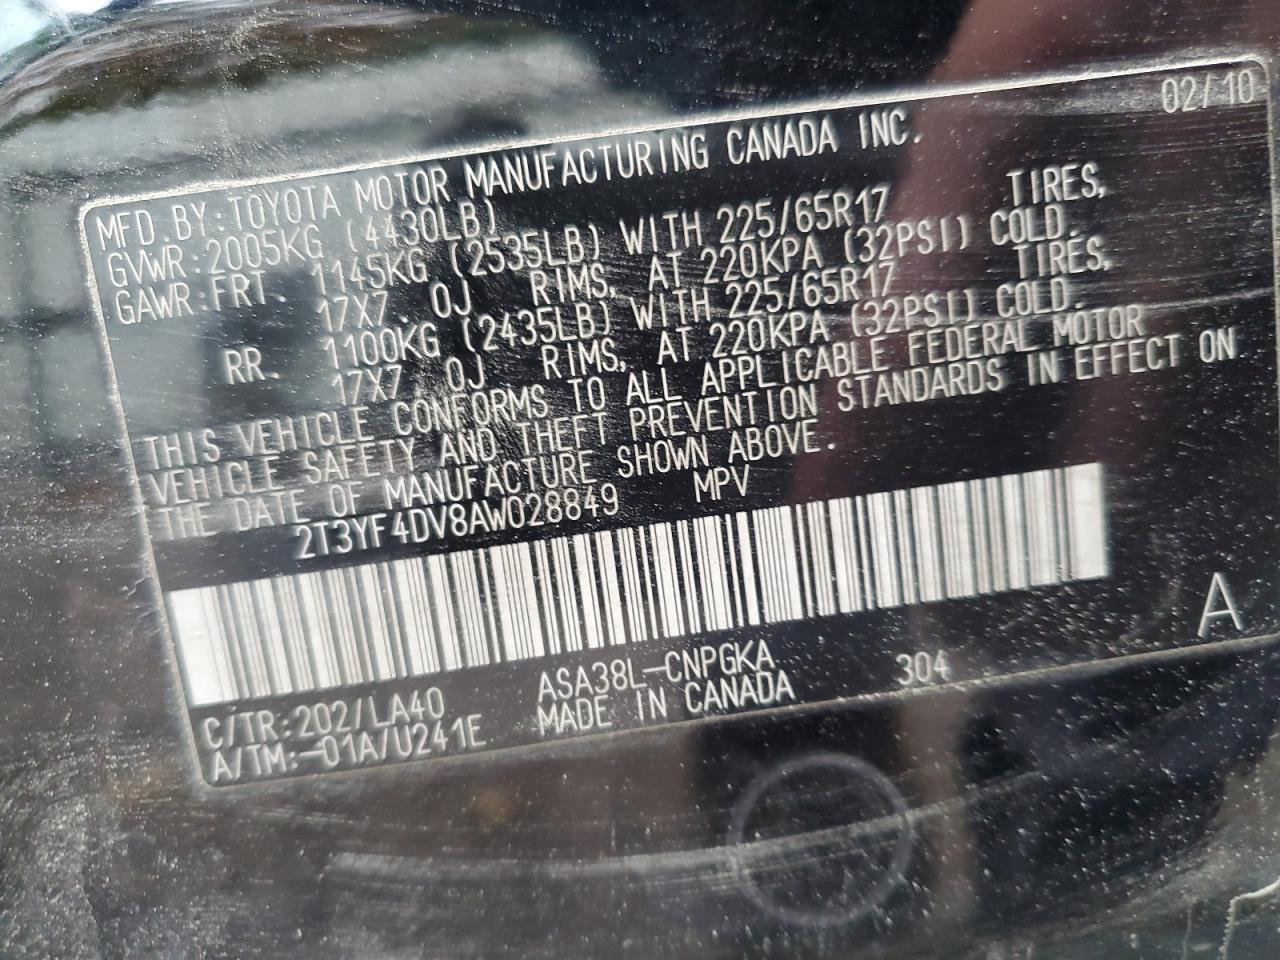 02/10
MFD. BY: TOYOTA MOTOR MANUFACTURING CANADA INC.
GVWR: 2005KG (4430LB)
GAWR: FRT. 1145KG (2535LB) WITH 225/65R17 TIRES,
17X7.0J RIMS, AT 220KPA (32PSI) COLD.
RR. 1100KG (2435LB) WITH 225/65R17 TIRES,
17X7.0J RIMS, AT 220KPA (32PSI) COLD.
THIS VEHICLE CONFORMS TO ALL APPLICABLE FEDERAL MOTOR
VEHICLE SAFETY AND THEFT PREVENTION STANDARDS IN EFFECT ON
THE DATE OF MANUFACTURE SHOWN ABOVE.
2T3YF4DV8AW028849 MPV
A
C/TR:202/LA40 ASA38L-CNPGKA 304
A/TM:-01A/U241E MADE IN CANADA